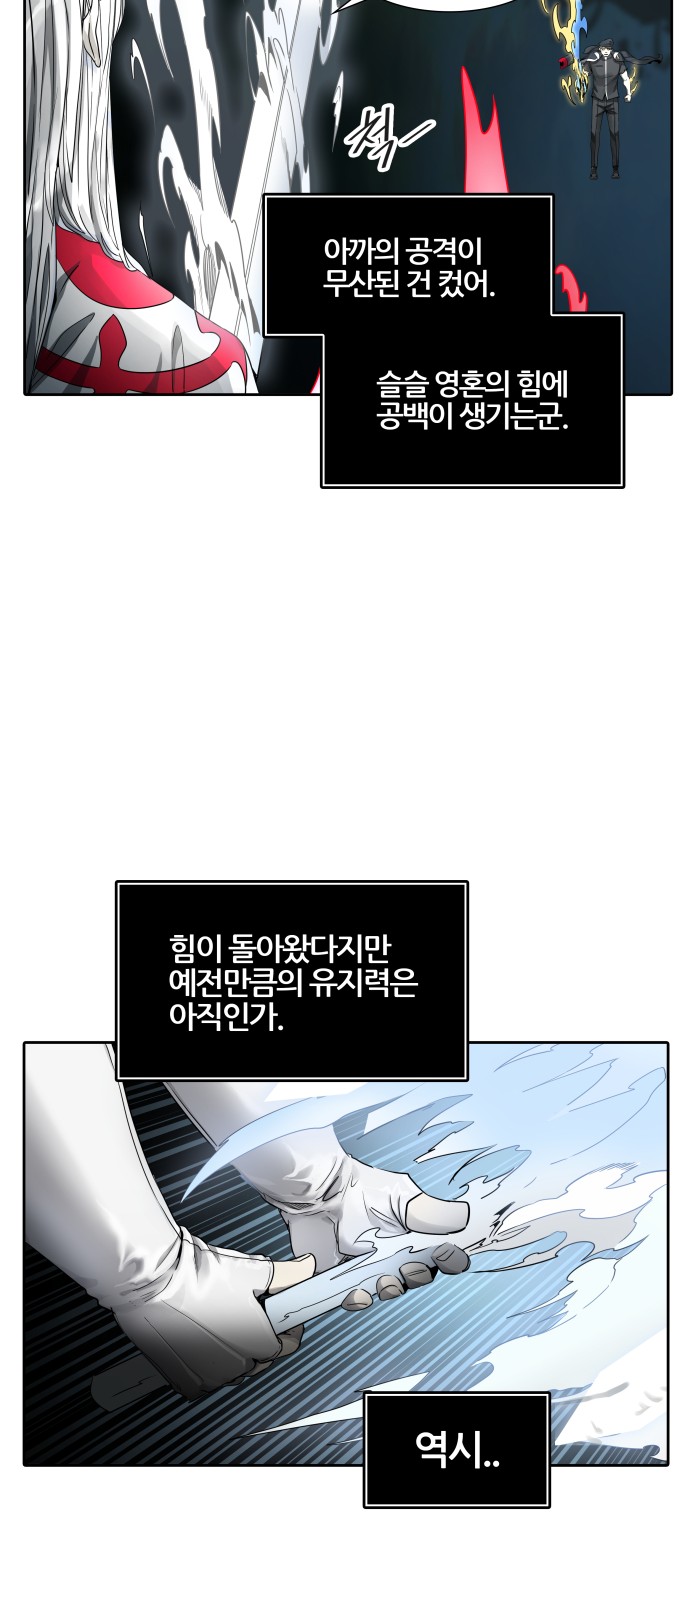 척
아까의 공격이
무산된 건 컸어.
슬슬 영혼의 힘에
공백이 생기는군.
힘이 돌아왔다지만
예전만큼의 유지력은
아직인가.
역시..